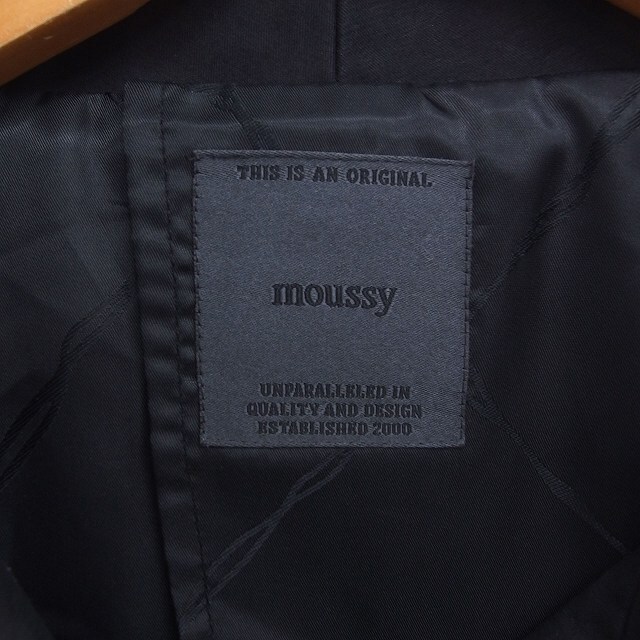 THIS IS AN ORIGINAL
moussy
UNPARALLELED IN
QUALITY AND DESIGN
ESTABLISHED 2000